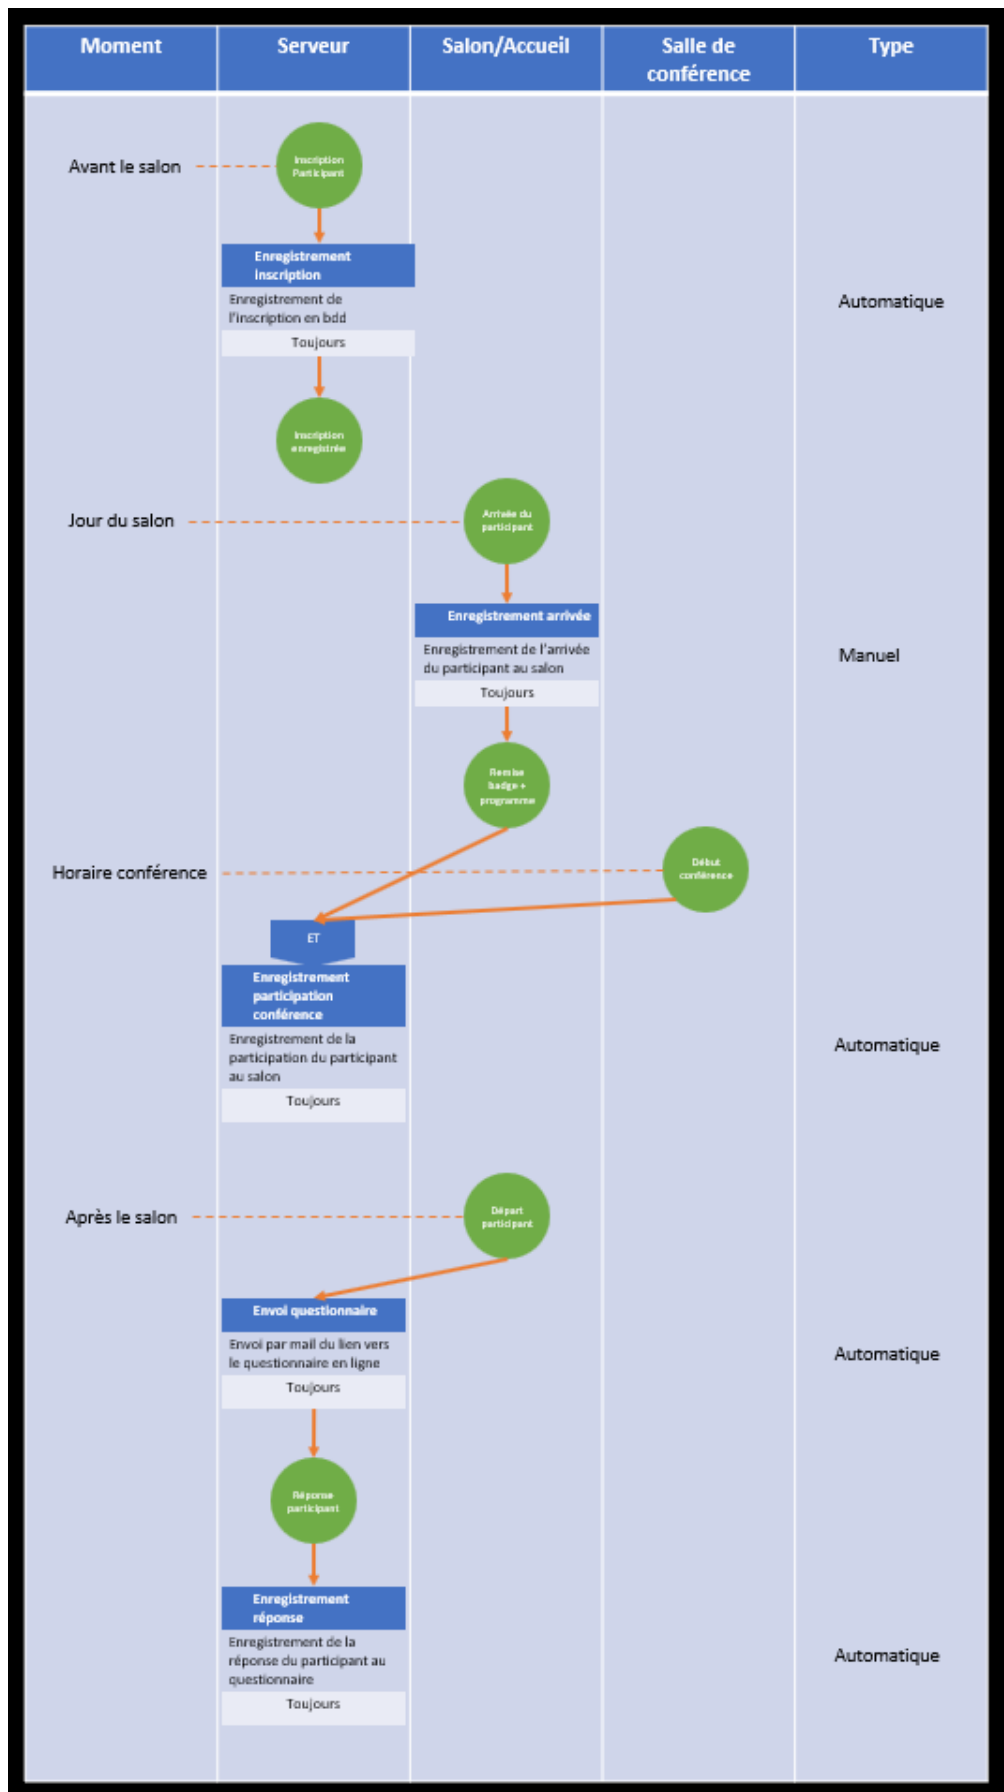 Moment
Serveur
Salon/Accueil
Salle de
conférence
Type
Avant le salon
Inscription
Participant
Enregistrement
inscription
Enregistrement de
l'inscription en bdd
Toujours
Automatique
Inscription
enregistrée
Jour du salon
Arrivée du
participant
Enregistrement arrivée
Enregistrement de l'arrivée
du participant au salon
Toujours
Manuel
Remise
badge +
programme
Horaire conférence
Début
conférence
ET
Enregistrement
participation
conférence
Enregistrement de la
participation du participant
au salon
Toujours
Automatique
Après le salon
Départ
participant
Envoi questionnaire
Envoi par mail du lien vers
le questionnaire en ligne
Toujours
Automatique
Réponse
participant
Enregistrement
réponse
Enregistrement de la
réponse du participant au
questionnaire
Toujours
Automatique